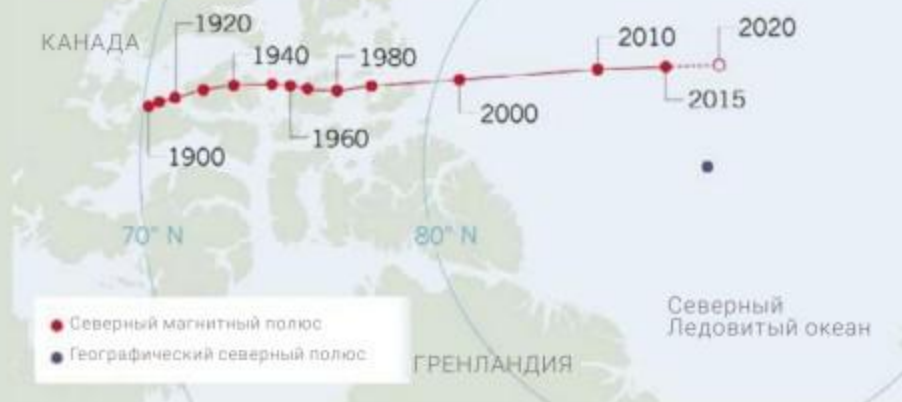 КАНАДА
1920
1940
1980
2010
2020
1900
1960
2000
2015
70° N
80° N
Северный
Ледовитый океан
Северный магнитный полюс
Географический северный полюс
ГРЕНЛАНДИЯ